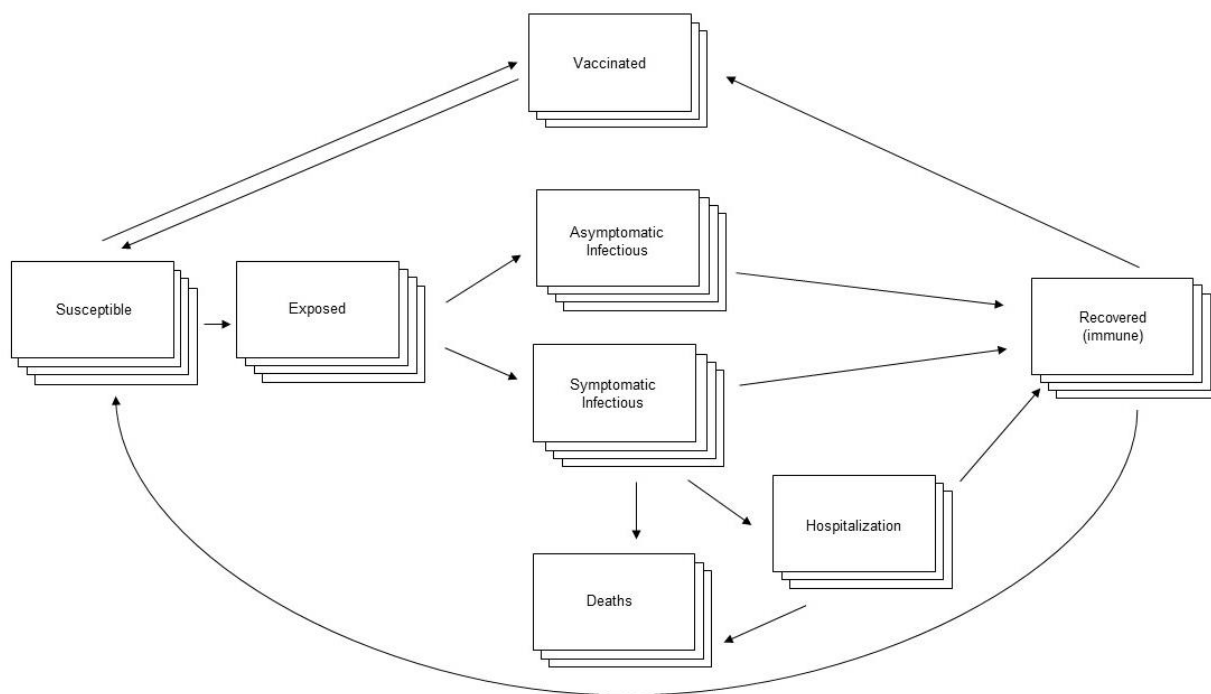 Vaccinated
Asymptomatic
Infectious
Susceptible
Exposed
Recovered
(immune)
Symptomatic
Infectious
Hospitalization
Deaths